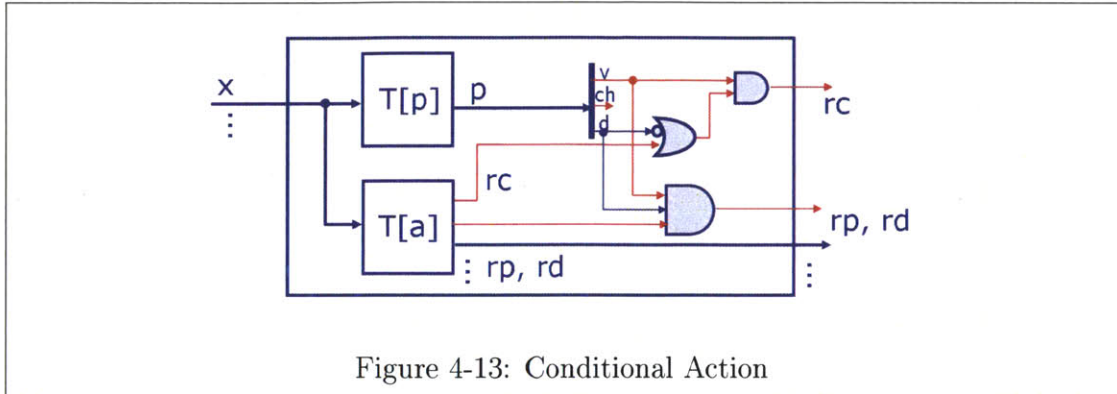 x
⋮
T[p]
p
v
ch
d
rc
rc
T[a]
rp, rd
⋮ rp, rd
⋮
Figure 4-13: Conditional Action